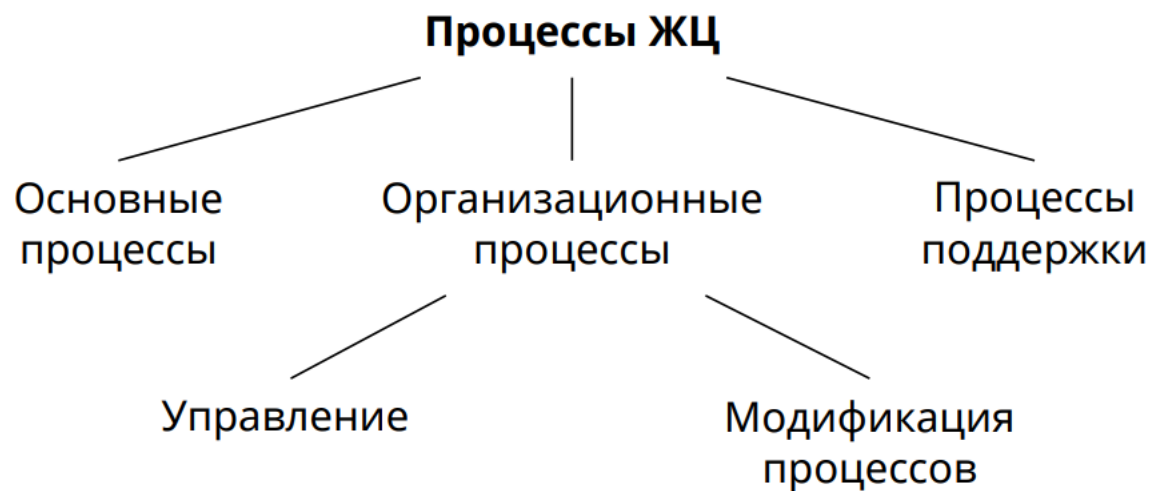 Процессы ЖЦ
Основные
процессы
Организационные
процессы
Процессы
поддержки
Управление
Модификация
процессов